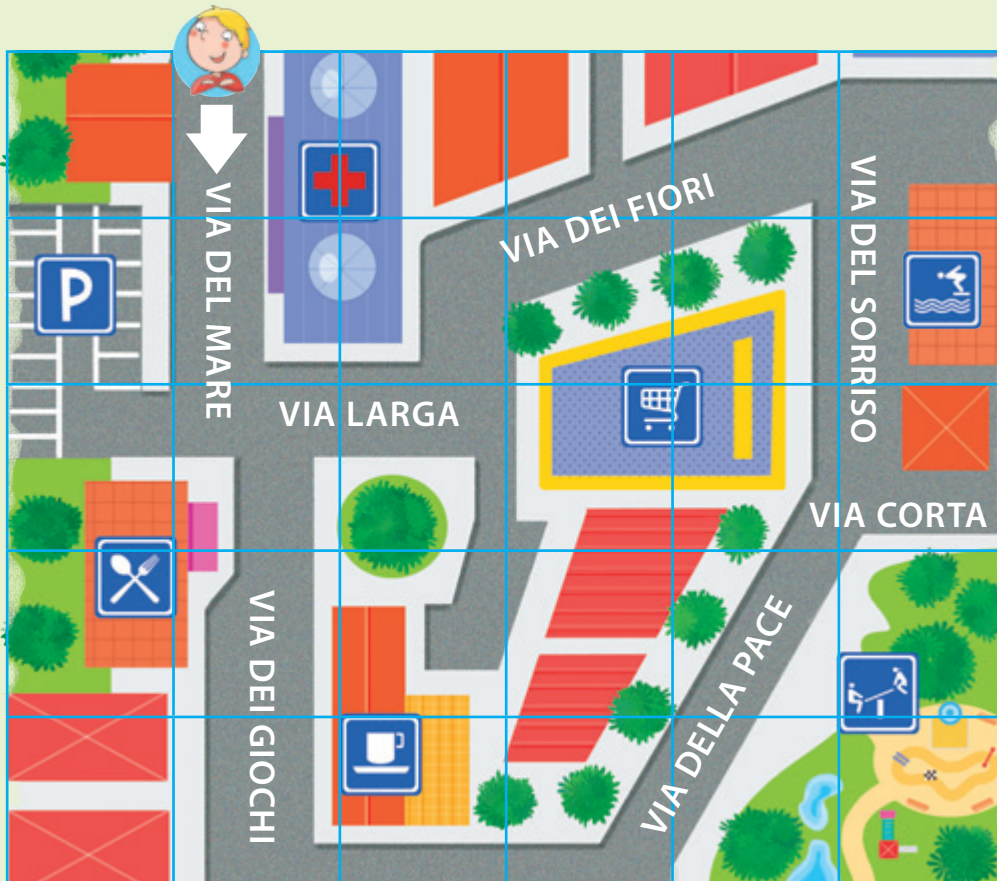 VIA DEL MARE
VIA DEI FIORI
VIA DEL SORRISO
P
VIA LARGA
VIA CORTA
VIA DEI GIOCHI
VIA DELLA PACE